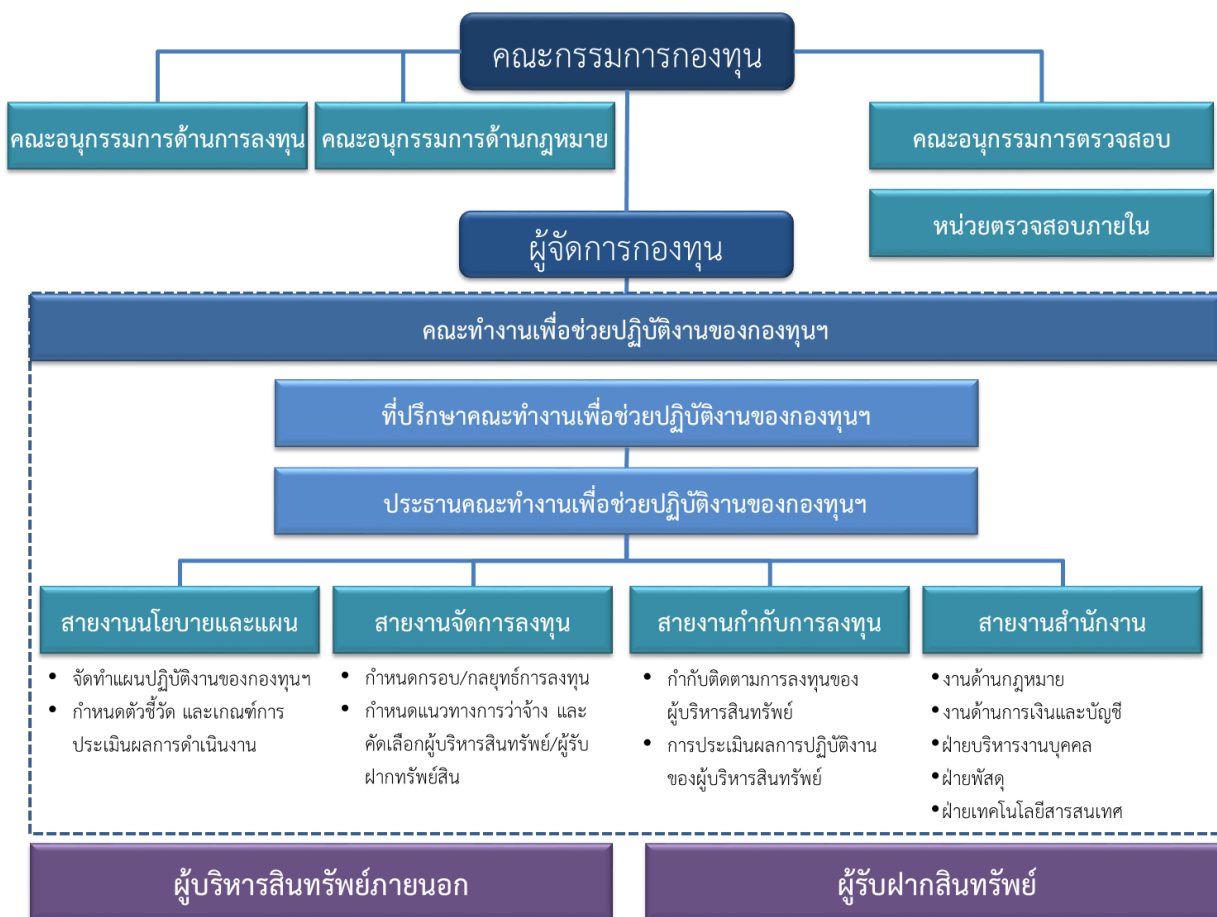 คณะกรรมการกองทุน
คณะอนุกรรมการด้านการลงทุน
คณะอนุกรรมการด้านกฎหมาย
คณะอนุกรรมการตรวจสอบ
หน่วยตรวจสอบภายใน
ผู้จัดการกองทุน
คณะทำงานเพื่อช่วยปฏิบัติงานของกองทุนฯ
ที่ปรึกษาคณะทำงานเพื่อช่วยปฏิบัติงานของกองทุนฯ
ประธานคณะทำงานเพื่อช่วยปฏิบัติงานของกองทุนฯ
สายงานนโยบายและแผน
• จัดทำแผนปฏิบัติงานของกองทุนฯ
• กำหนดตัวชี้วัด และเกณฑ์การ
ประเมินผลการดำเนินงาน
สายงานจัดการลงทุน
• กำหนดกรอบ/กลยุทธ์การลงทุน
• กำหนดแนวทางการว่าจ้าง และ
คัดเลือกผู้บริหารสินทรัพย์/ผู้รับ
ฝากทรัพย์สิน
สายงานกำกับการลงทุน
• กำกับติดตามการลงทุนของ
ผู้บริหารสินทรัพย์
• การประเมินผลการปฏิบัติงาน
ของผู้บริหารสินทรัพย์
สายงานสำนักงาน
• งานด้านกฎหมาย
• งานด้านการเงินและบัญชี
• ฝ่ายบริหารงานบุคคล
• ฝ่ายพัสดุ
• ฝ่ายเทคโนโลยีสารสนเทศ
ผู้บริหารสินทรัพย์ภายนอก
ผู้รับฝากสินทรัพย์